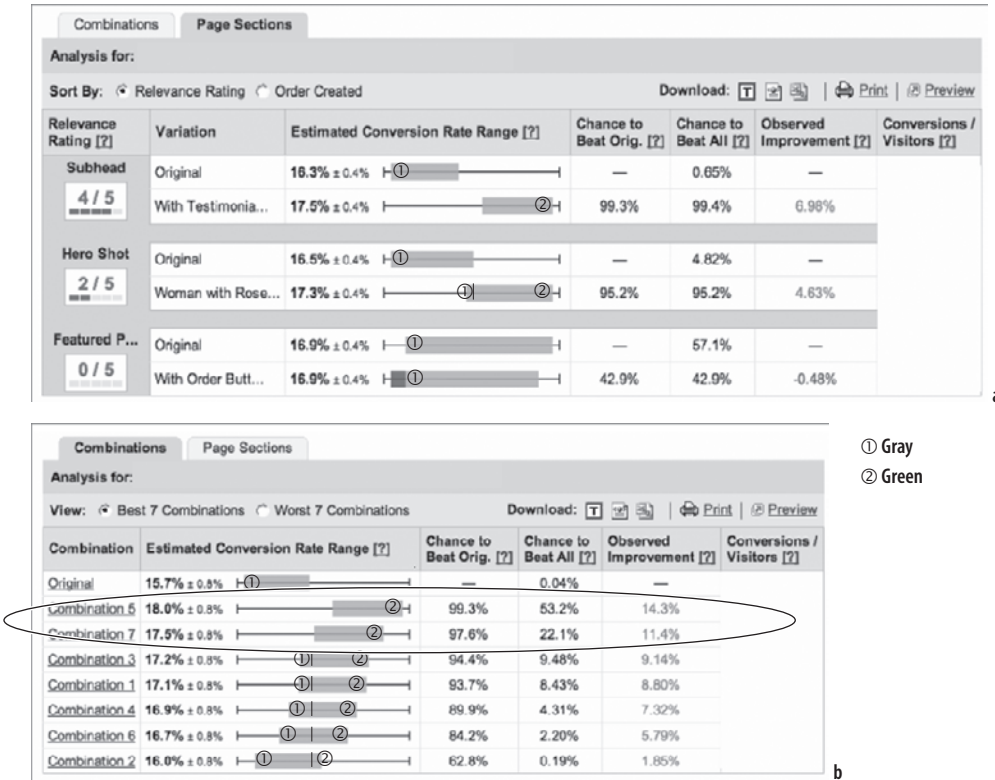 Combinations Page Sections
Analysis for:
Sort By: Relevance Rating Order Created Download: T | Print | Preview
Relevance Rating [?] Variation Estimated Conversion Rate Range [?] Chance to Beat Orig. [?] Chance to Beat All [?] Observed Improvement [?] Conversions / Visitors [?]
Subhead Original 16.3% ± 0.4% ① — 0.65% —
4 / 5 With Testimonia... 17.5% ± 0.4% ② 99.3% 99.4% 6.98%
Hero Shot Original 16.5% ± 0.4% ① — 4.82% —
2 / 5 Woman with Rose... 17.3% ± 0.4% ① ② 95.2% 95.2% 4.63%
Featured P... Original 16.9% ± 0.4% ① — 57.1% —
0 / 5 With Order Butt... 16.9% ± 0.4% ① 42.9% 42.9% -0.48%
a
Combinations Page Sections
① Gray
Analysis for:
② Green
View: Best 7 Combinations Worst 7 Combinations Download: T | Print | Preview
Combination Estimated Conversion Rate Range [?] Chance to Beat Orig. [?] Chance to Beat All [?] Observed Improvement [?] Conversions / Visitors [?]
Original 15.7% ± 0.8% ① — 0.04% —
Combination 5 18.0% ± 0.8% ② 99.3% 53.2% 14.3%
Combination 7 17.5% ± 0.8% ② 97.6% 22.1% 11.4%
Combination 3 17.2% ± 0.8% ① ② 94.4% 9.48% 9.14%
Combination 1 17.1% ± 0.8% ① ② 93.7% 8.43% 8.80%
Combination 4 16.9% ± 0.8% ① ② 89.9% 4.31% 7.32%
Combination 6 16.7% ± 0.8% ① ② 84.2% 2.20% 5.79%
Combination 2 16.0% ± 0.8% ① ② 62.8% 0.19% 1.85%
b